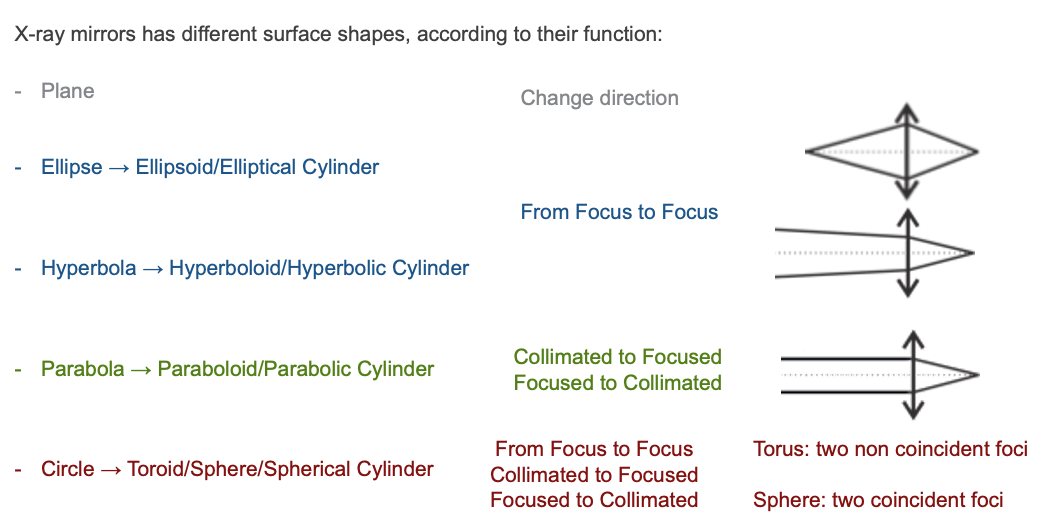 X-ray mirrors has different surface shapes, according to their function:
- Plane
Change direction
- Ellipse → Ellipsoid/Elliptical Cylinder
From Focus to Focus
- Hyperbola → Hyperboloid/Hyperbolic Cylinder
- Parabola → Paraboloid/Parabolic Cylinder
Collimated to Focused
Focused to Collimated
- Circle → Toroid/Sphere/Spherical Cylinder
From Focus to Focus
Collimated to Focused
Focused to Collimated
Torus: two non coincident foci
Sphere: two coincident foci